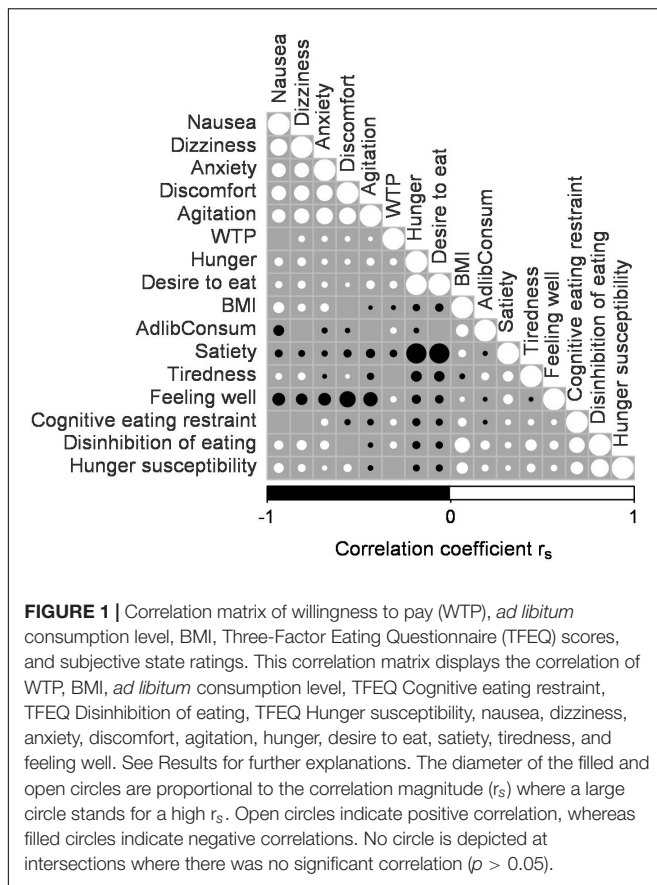 Nausea
Dizziness
Anxiety
Discomfort
Agitation
WTP
Hunger
Desire to eat
BMI
AdlibConsum
Satiety
Tiredness
Feeling well
Cognitive eating restraint
Disinhibition of eating
Hunger susceptibility
Nausea
Dizziness
Anxiety
Discomfort
Agitation
WTP
Hunger
Desire to eat
BMI
AdlibConsum
Satiety
Tiredness
Feeling well
Cognitive eating restraint
Disinhibition of eating
Hunger susceptibility
-1 0 1
Correlation coefficient rs
FIGURE 1 | Correlation matrix of willingness to pay (WTP), ad libitum
consumption level, BMI, Three-Factor Eating Questionnaire (TFEQ) scores,
and subjective state ratings. This correlation matrix displays the correlation of
WTP, BMI, ad libitum consumption level, TFEQ Cognitive eating restraint,
TFEQ Disinhibition of eating, TFEQ Hunger susceptibility, nausea, dizziness,
anxiety, discomfort, agitation, hunger, desire to eat, satiety, tiredness, and
feeling well. See Results for further explanations. The diameter of the filled and
open circles are proportional to the correlation magnitude (rs) where a large
circle stands for a high rs. Open circles indicate positive correlation, whereas
filled circles indicate negative correlations. No circle is depicted at
intersections where there was no significant correlation (p > 0.05).